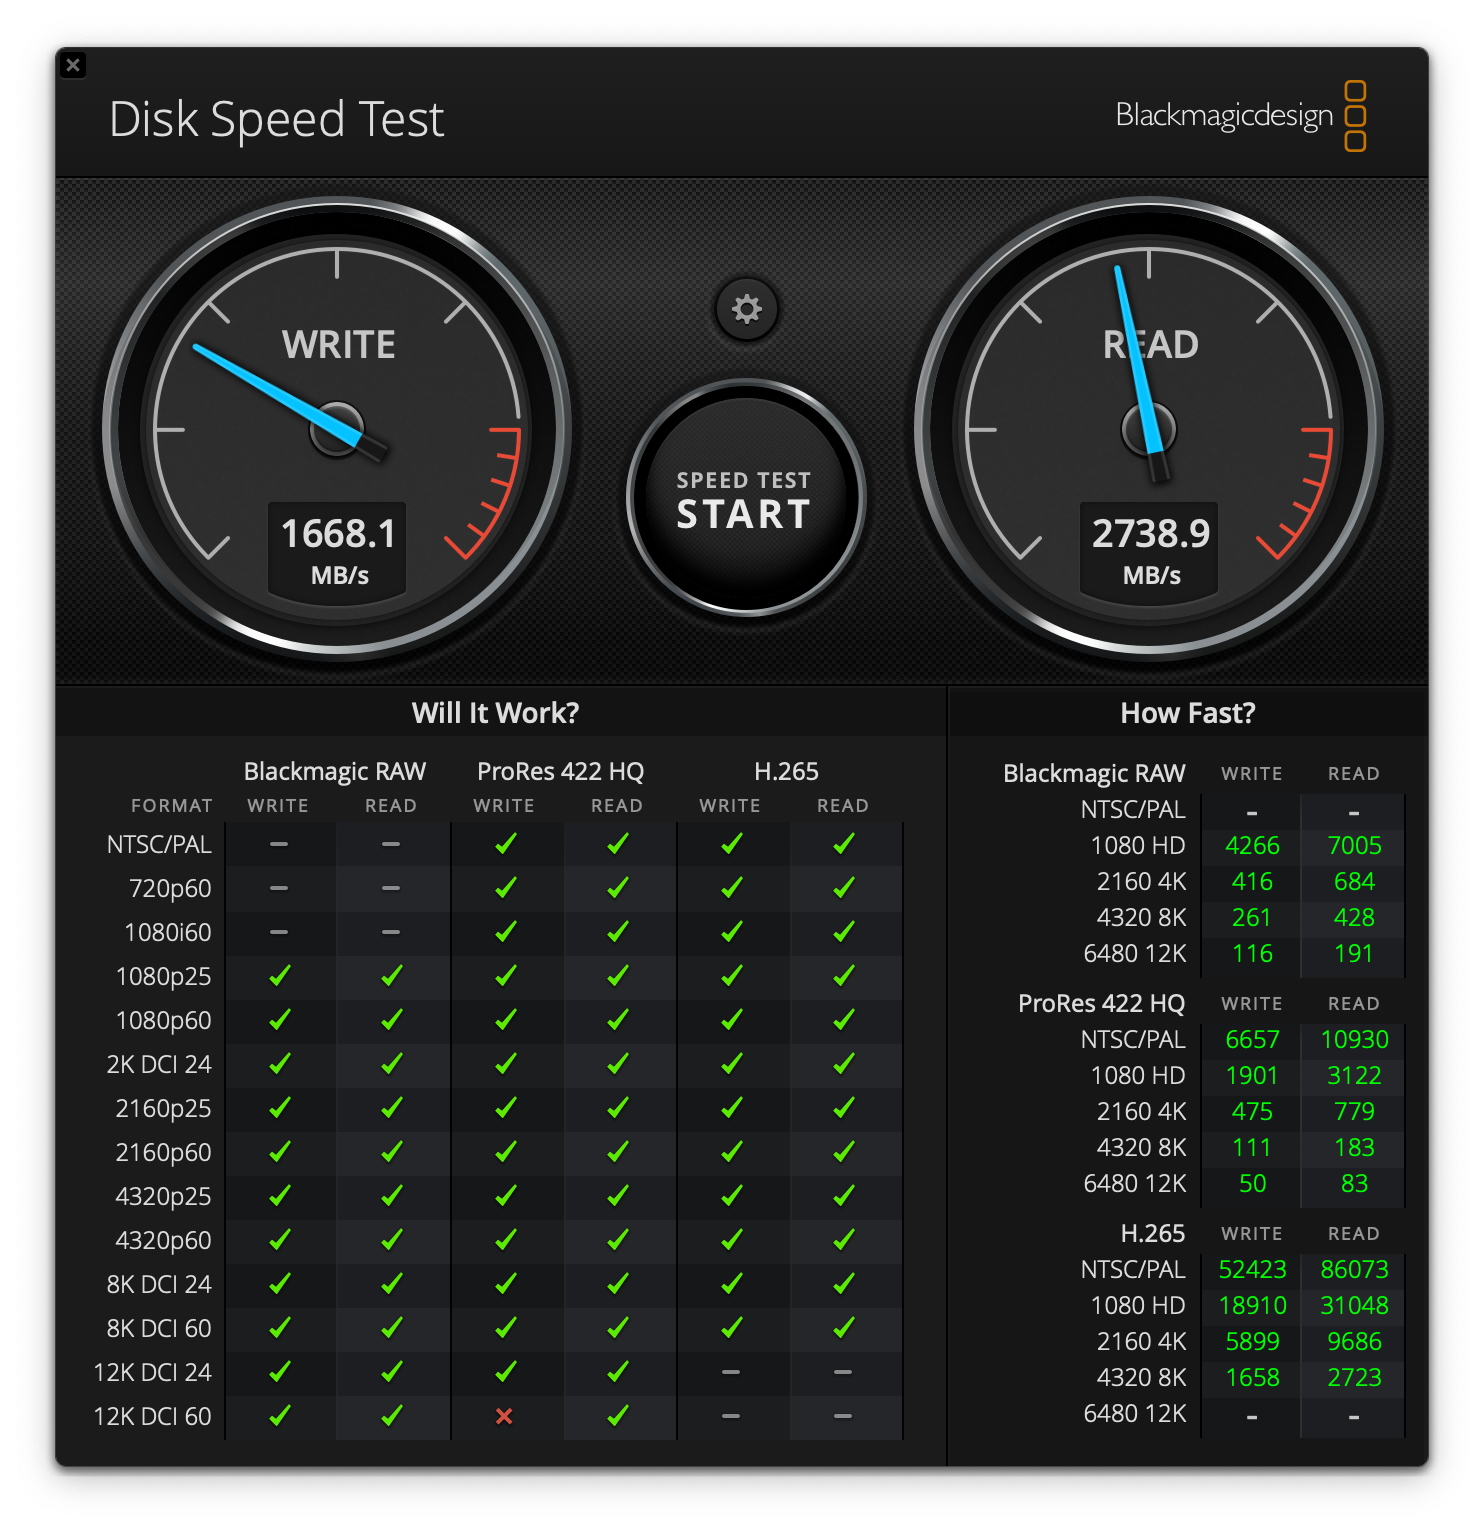 Disk Speed Test
Blackmagicdesign
WRITE
READ
SPEED TEST
START
1668.1
MB/s
2738.9
MB/s
Will It Work?
Blackmagic RAW ProRes 422 HQ H.265
FORMAT WRITE READ WRITE READ WRITE READ
NTSC/PAL – – ✓ ✓ ✓ ✓
720p60 – – ✓ ✓ ✓ ✓
1080i60 – – ✓ ✓ ✓ ✓
1080p25 ✓ ✓ ✓ ✓ ✓ ✓
1080p60 ✓ ✓ ✓ ✓ ✓ ✓
2K DCI 24 ✓ ✓ ✓ ✓ ✓ ✓
2160p25 ✓ ✓ ✓ ✓ ✓ ✓
2160p60 ✓ ✓ ✓ ✓ ✓ ✓
4320p25 ✓ ✓ ✓ ✓ ✓ ✓
4320p60 ✓ ✓ ✓ ✓ ✓ ✓
8K DCI 24 ✓ ✓ ✓ ✓ ✓ ✓
8K DCI 60 ✓ ✓ ✓ ✓ ✓ ✓
12K DCI 24 ✓ ✓ ✓ ✓ – –
12K DCI 60 ✓ ✓ ✗ ✓ – –
How Fast?
Blackmagic RAW WRITE READ
NTSC/PAL - -
1080 HD 4266 7005
2160 4K 416 684
4320 8K 261 428
6480 12K 116 191
ProRes 422 HQ WRITE READ
NTSC/PAL 6657 10930
1080 HD 1901 3122
2160 4K 475 779
4320 8K 111 183
6480 12K 50 83
H.265 WRITE READ
NTSC/PAL 52423 86073
1080 HD 18910 31048
2160 4K 5899 9686
4320 8K 1658 2723
6480 12K - -